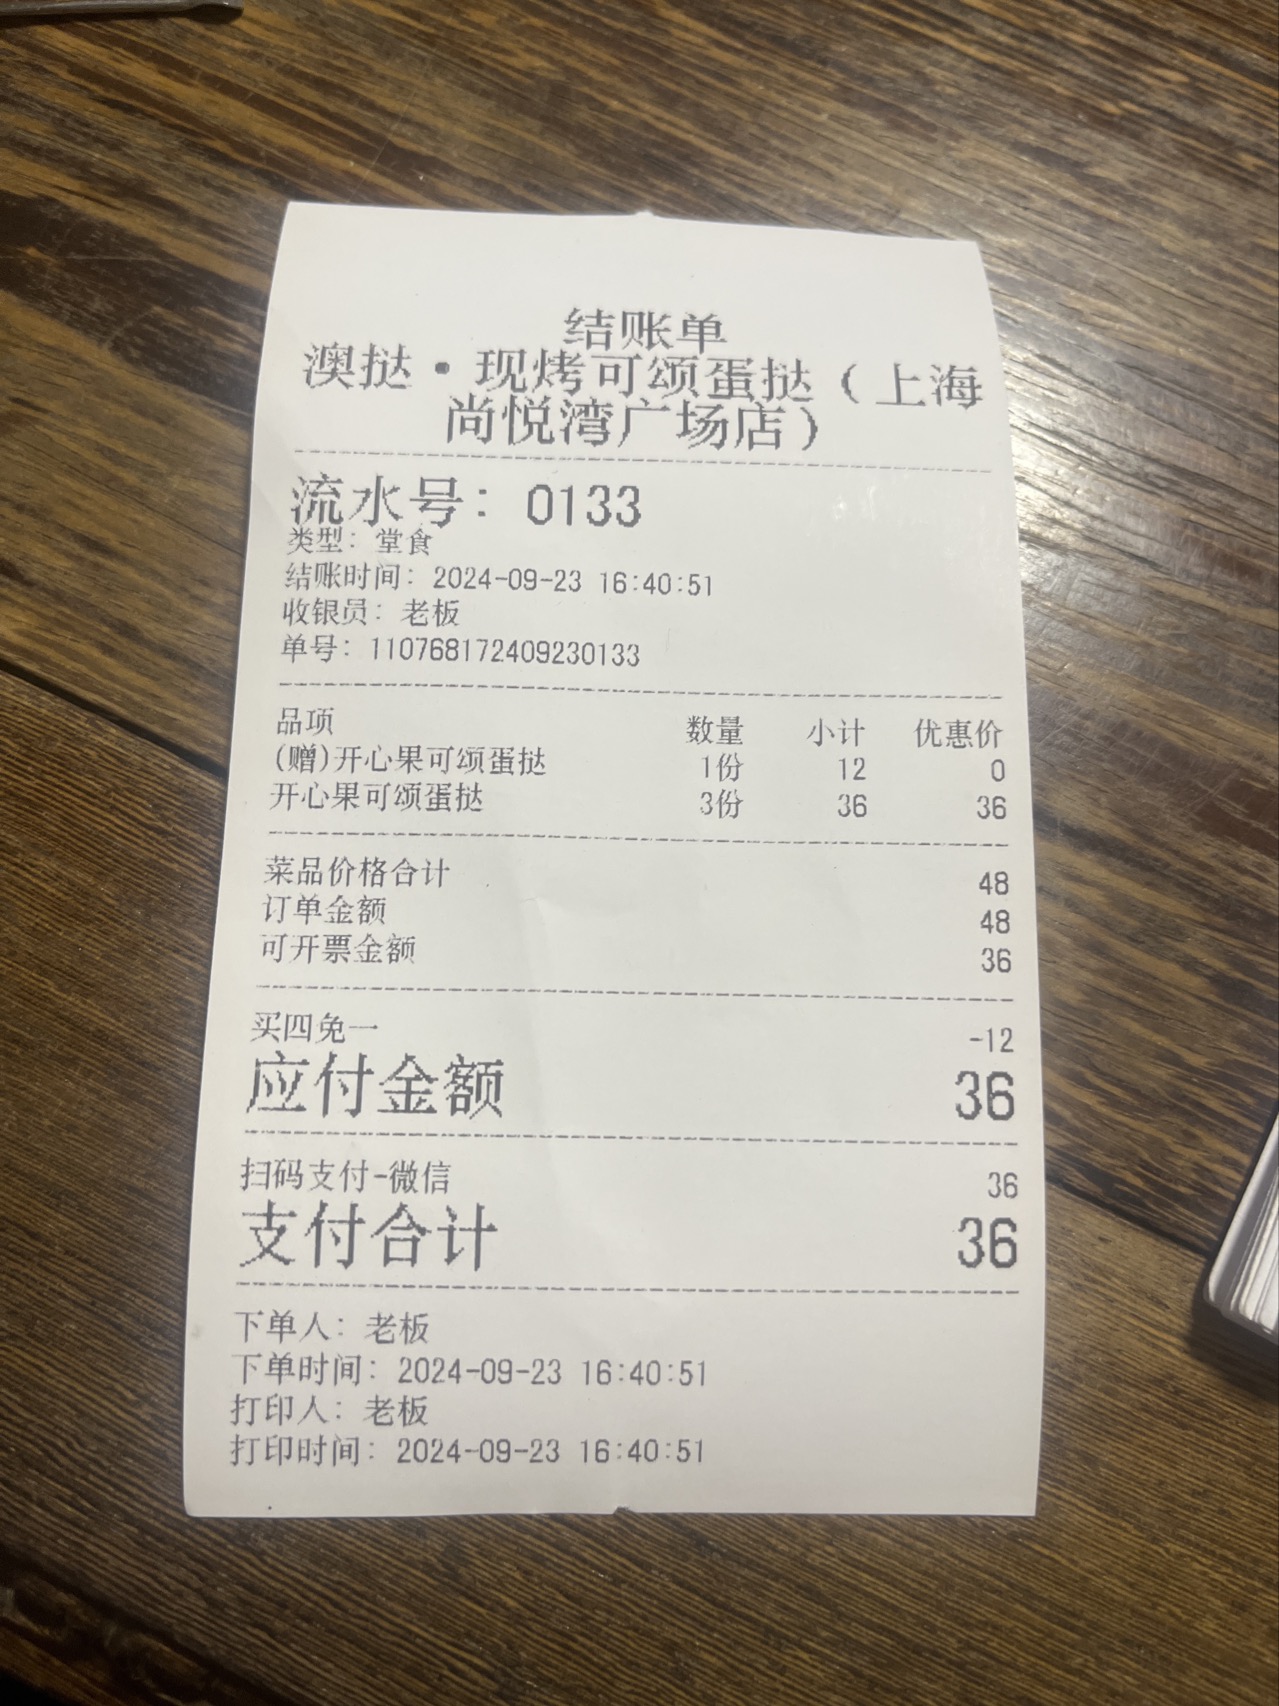 结账单
澳挞·现烤可颂蛋挞（上海
尚悦湾广场店）
流水号：0133
类型：堂食
结账时间：2024-09-23 16:40:51
收银员：老板
单号：110768172409230133
品项 数量 小计 优惠价
(赠)开心果可颂蛋挞 1份 12 0
开心果可颂蛋挞 3份 36 36
菜品价格合计 48
订单金额 48
可开票金额 36
买四免一 -12
应付金额 36
扫码支付-微信 36
支付合计 36
下单人：老板
下单时间：2024-09-23 16:40:51
打印人：老板
打印时间：2024-09-23 16:40:51